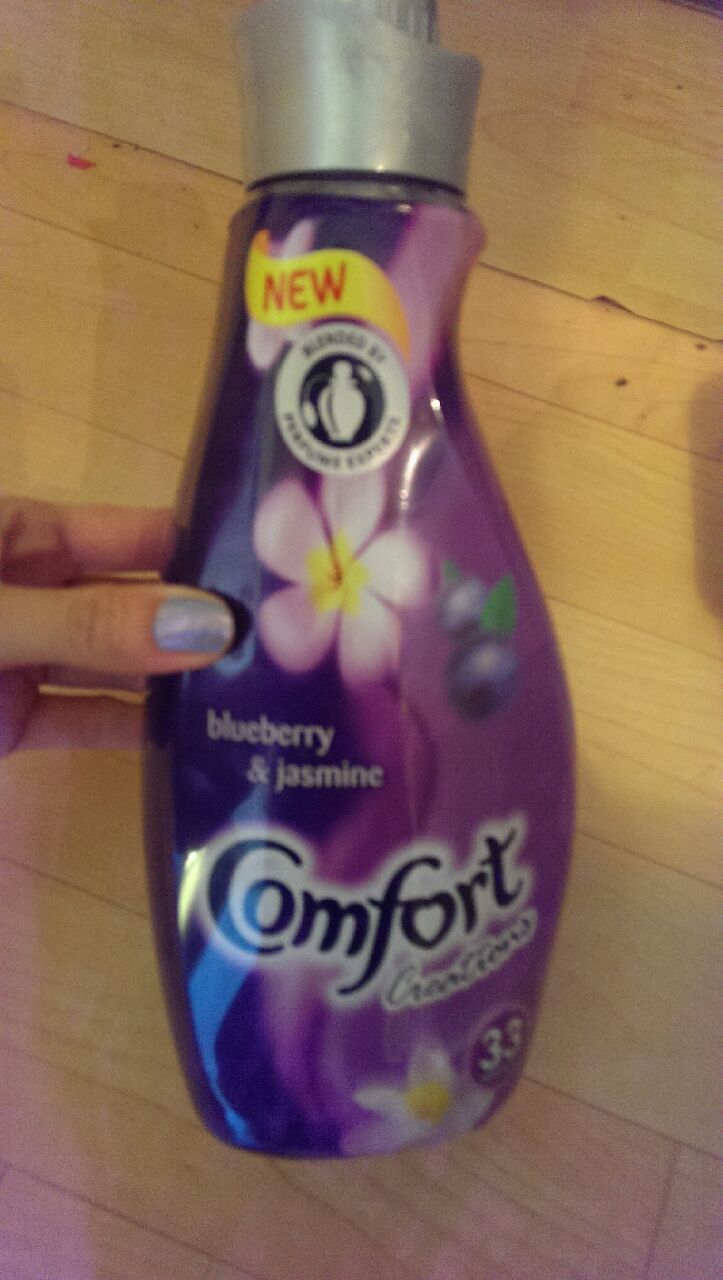 NEW
BLENDED BY
PERFUME EXPERTS
blueberry
& jasmine
Comfort
Creations
33